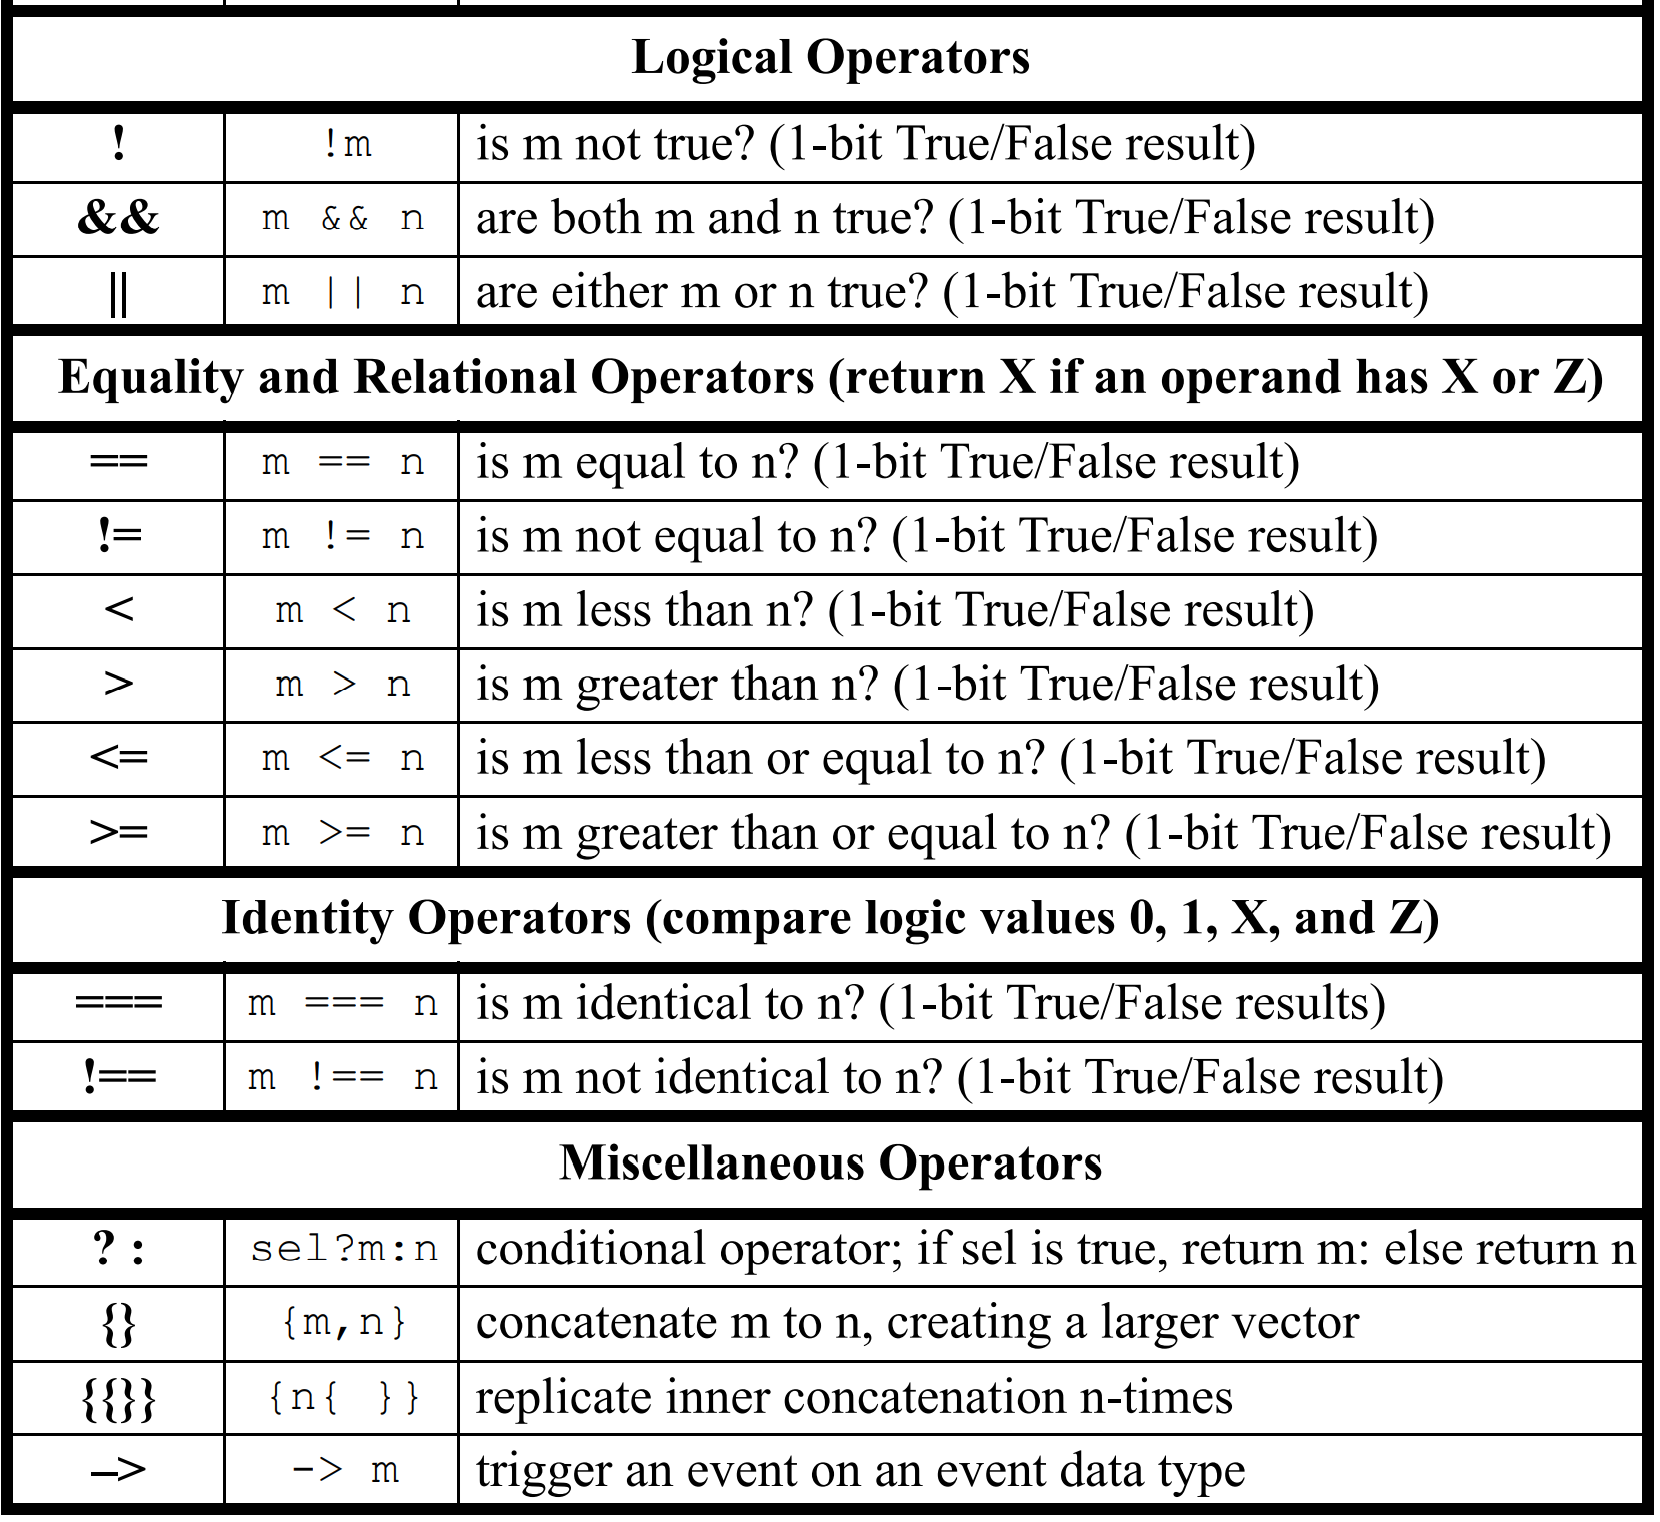 Logical Operators
! !m is m not true? (1-bit True/False result)
&& m && n are both m and n true? (1-bit True/False result)
|| m || n are either m or n true? (1-bit True/False result)
Equality and Relational Operators (return X if an operand has X or Z)
== m == n is m equal to n? (1-bit True/False result)
!= m != n is m not equal to n? (1-bit True/False result)
< m < n is m less than n? (1-bit True/False result)
> m > n is m greater than n? (1-bit True/False result)
<= m <= n is m less than or equal to n? (1-bit True/False result)
>= m >= n is m greater than or equal to n? (1-bit True/False result)
Identity Operators (compare logic values 0, 1, X, and Z)
=== m === n is m identical to n? (1-bit True/False results)
!== m !== n is m not identical to n? (1-bit True/False result)
Miscellaneous Operators
? : sel?m:n conditional operator; if sel is true, return m: else return n
{} {m,n} concatenate m to n, creating a larger vector
{{}} {n{ }} replicate inner concatenation n-times
–> -> m trigger an event on an event data type